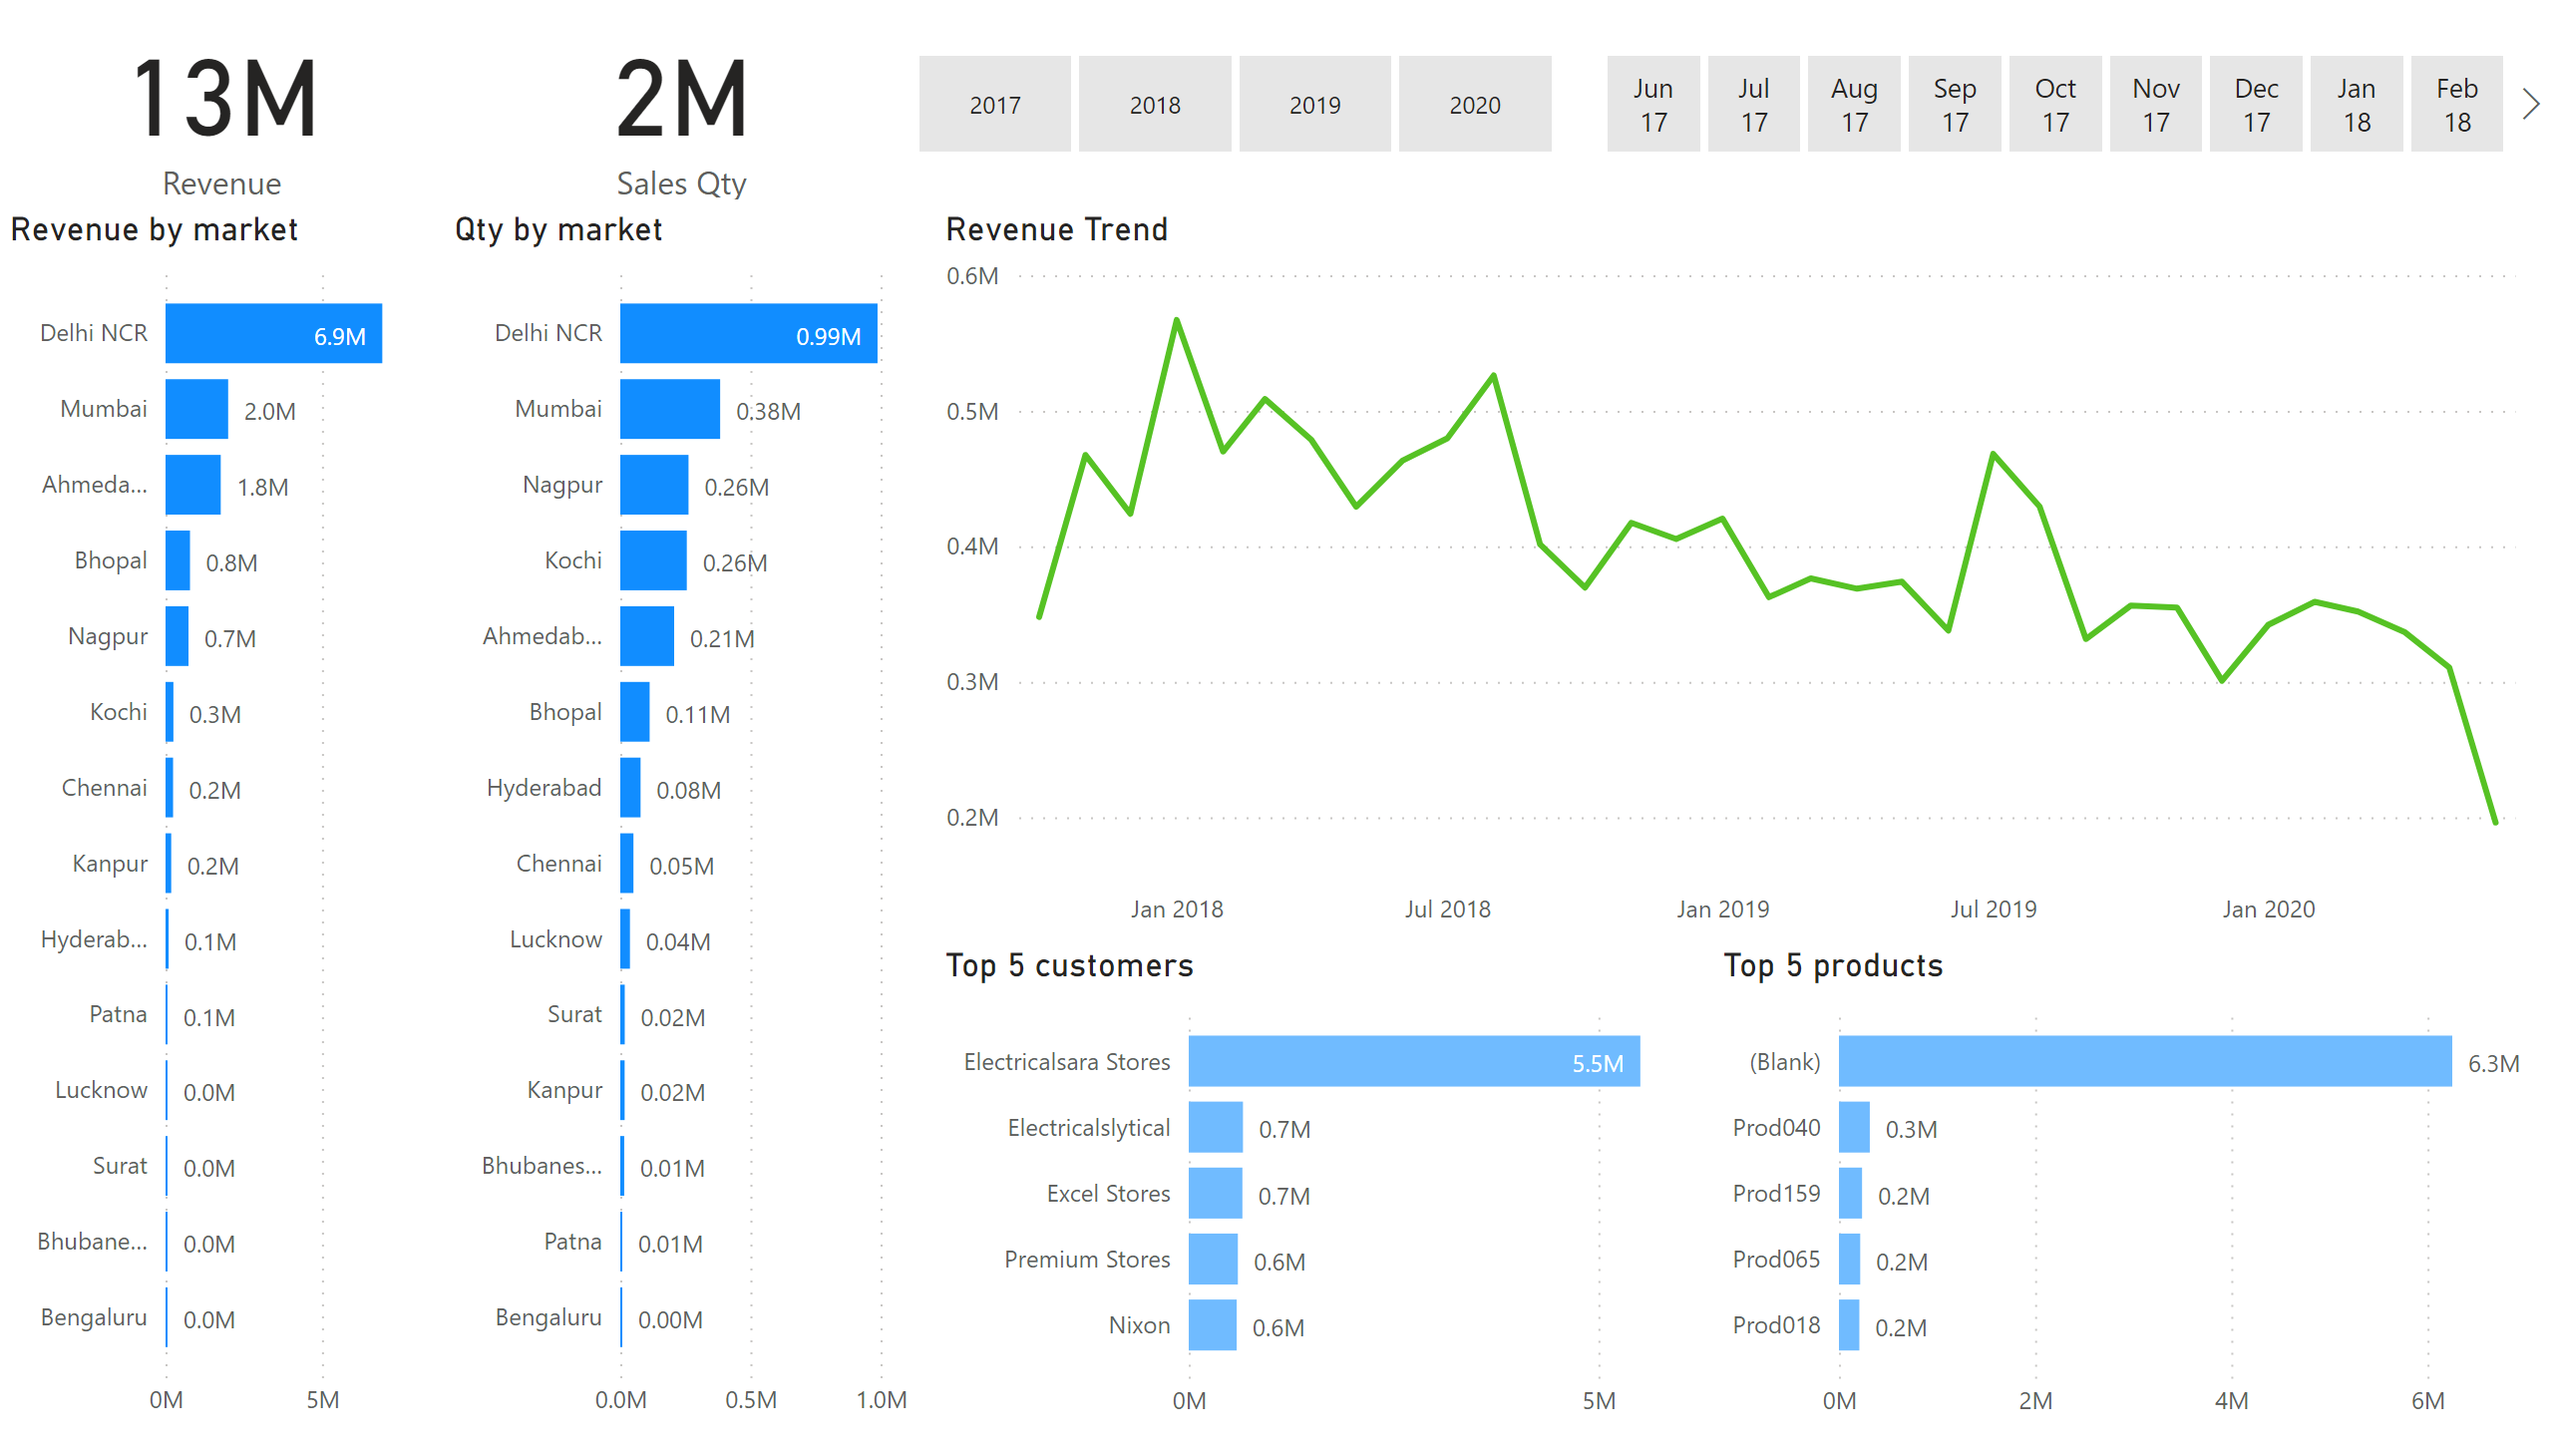 13M
Revenue
2M
Sales Qty
2017
2018
2019
2020
Jun
17
Jul
17
Aug
17
Sep
17
Oct
17
Nov
17
Dec
17
Jan
18
Feb
18
Revenue by market
Delhi NCR 6.9M
Mumbai 2.0M
Ahmeda... 1.8M
Bhopal 0.8M
Nagpur 0.7M
Kochi 0.3M
Chennai 0.2M
Kanpur 0.2M
Hyderab... 0.1M
Patna 0.1M
Lucknow 0.0M
Surat 0.0M
Bhubane... 0.0M
Bengaluru 0.0M
0M 5M
Qty by market
Delhi NCR 0.99M
Mumbai 0.38M
Nagpur 0.26M
Kochi 0.26M
Ahmedab... 0.21M
Bhopal 0.11M
Hyderabad 0.08M
Chennai 0.05M
Lucknow 0.04M
Surat 0.02M
Kanpur 0.02M
Bhubanes... 0.01M
Patna 0.01M
Bengaluru 0.00M
0.0M 0.5M 1.0M
Revenue Trend
0.6M
0.5M
0.4M
0.3M
0.2M
Jan 2018 Jul 2018 Jan 2019 Jul 2019 Jan 2020
Top 5 customers
Electricalsara Stores 5.5M
Electricalslytical 0.7M
Excel Stores 0.7M
Premium Stores 0.6M
Nixon 0.6M
0M 5M
Top 5 products
(Blank) 6.3M
Prod040 0.3M
Prod159 0.2M
Prod065 0.2M
Prod018 0.2M
0M 2M 4M 6M